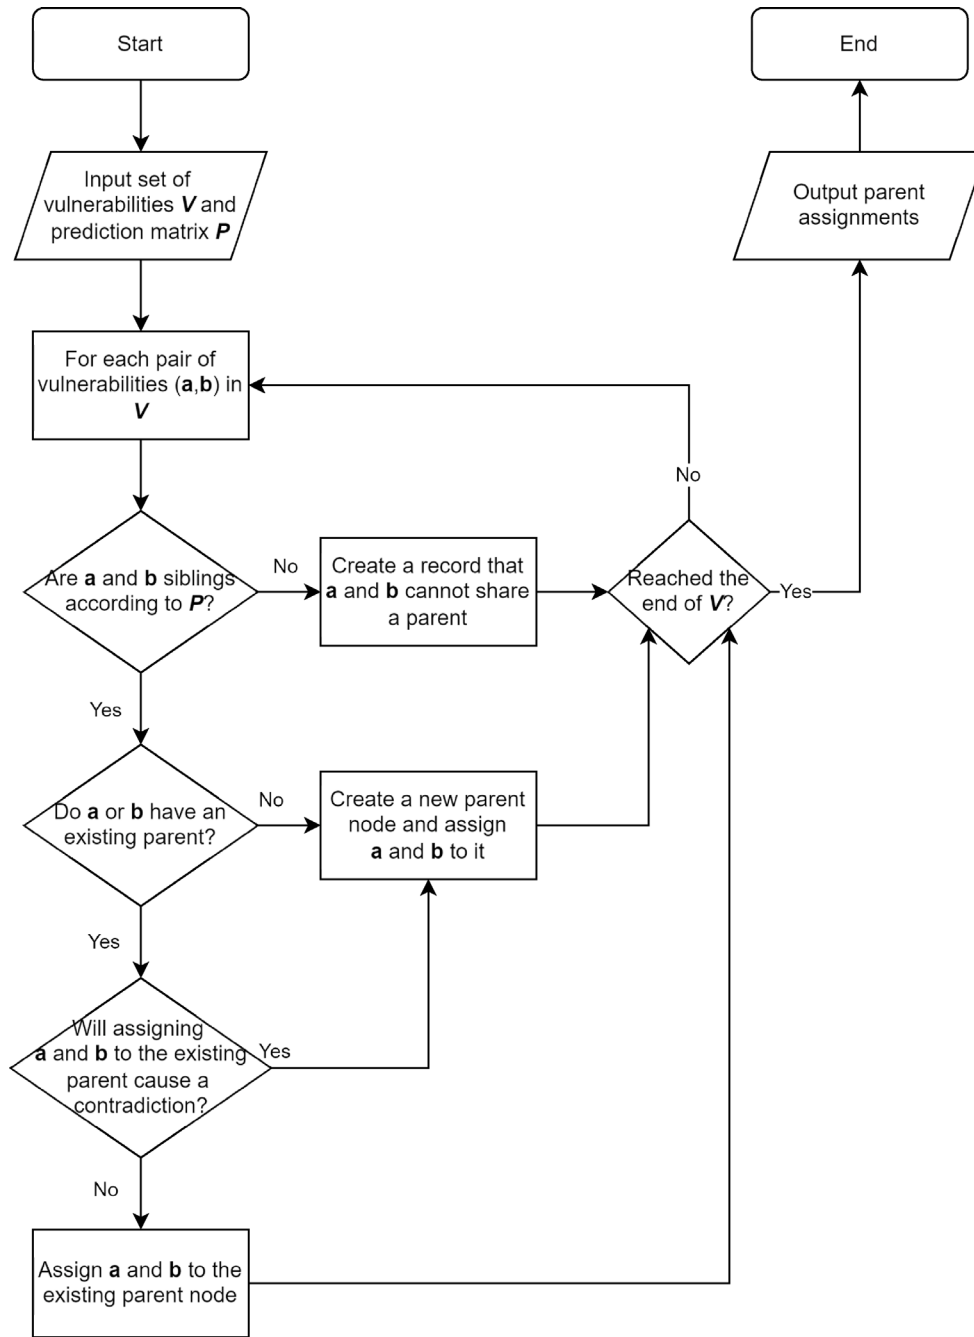 Start
Input set of
vulnerabilities V and
prediction matrix P
For each pair of
vulnerabilities (a,b) in
V
Are a and b siblings
according to P?
No
Create a record that
a and b cannot share
a parent
Reached the
end of V?
No
Yes
Output parent
assignments
End
Yes
Do a or b have an
existing parent?
No
Create a new parent
node and assign
a and b to it
Yes
Will assigning
a and b to the existing
parent cause a
contradiction?
Yes
No
Assign a and b to the
existing parent node